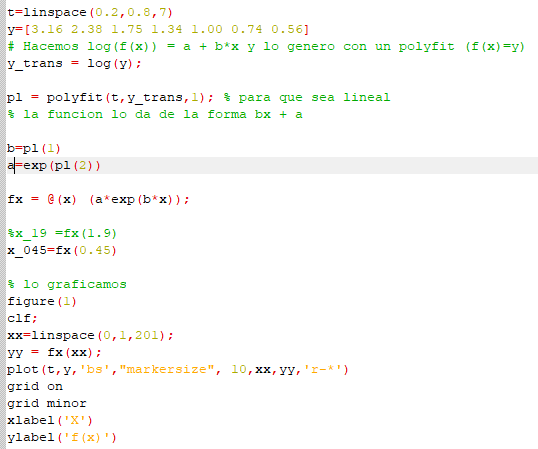 t=linspace(0.2,0.8,7)
y=[3.16 2.38 1.75 1.34 1.00 0.74 0.56]
# Hacemos log(f(x)) = a + b*x y lo genero con un polyfit (f(x)=y)
y_trans = log(y);
pl = polyfit(t,y_trans,1); % para que sea lineal
% la funcion lo da de la forma bx + a
b=pl(1)
a=exp(pl(2))
fx = @(x) (a*exp(b*x));
%x_19 =fx(1.9)
x_045=fx(0.45)
% lo graficamos
figure(1)
clf;
xx=linspace(0,1,201);
yy = fx(xx);
plot(t,y,'bs',"markersize", 10,xx,yy,'r-*')
grid on
grid minor
xlabel('X')
ylabel('f(x)')